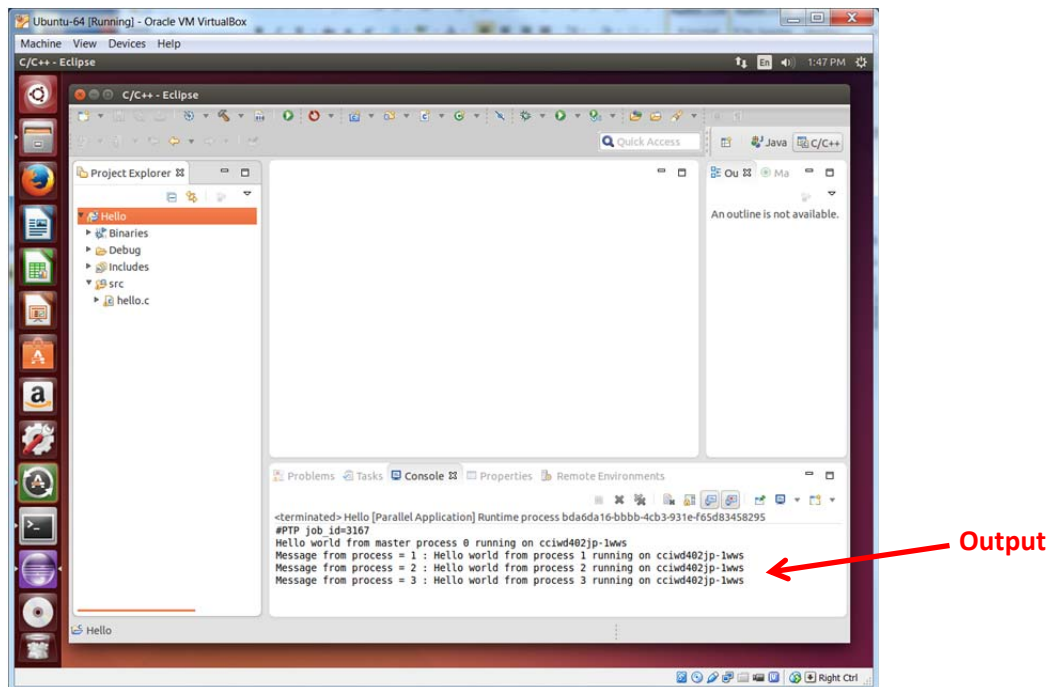 Ubuntu-64 [Running] - Oracle VM VirtualBox
Machine View Devices Help
C/C++ - Eclipse
En
1:47 PM
C/C++ - Eclipse
Quick Access
Java
C/C++
Project Explorer
Ou
Ma
Hello
Binaries
Debug
Includes
src
hello.c
An outline is not available.
Problems Tasks Console Properties Remote Environments
<terminated> Hello [Parallel Application] Runtime process bda6da16-bbbb-4cb3-931e-f65d83458295
#PTP job_id=3167
Hello world from master process 0 running on cciwd402jp-1wws
Message from process = 1 : Hello world from process 1 running on cciwd402jp-1wws
Message from process = 2 : Hello world from process 2 running on cciwd402jp-1wws
Message from process = 3 : Hello world from process 3 running on cciwd402jp-1wws
Output
Hello
Right Ctrl